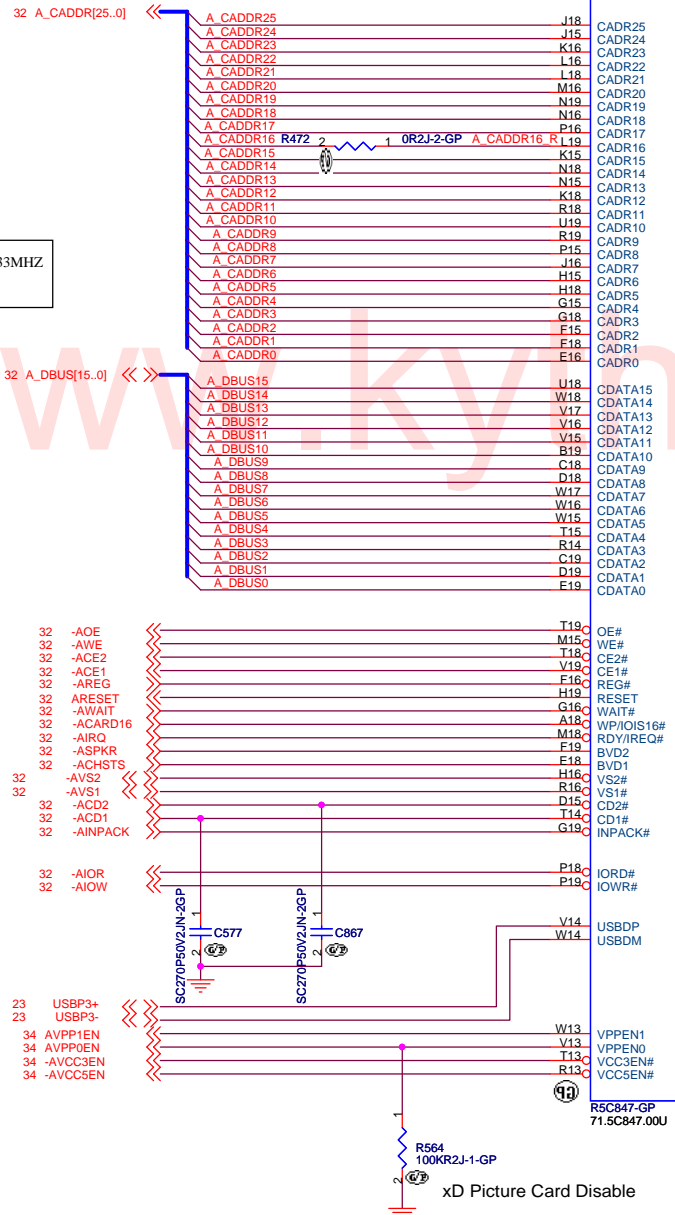 32 A_CADDR[25..0]
A_CADDR25 J18 CADR25
A_CADDR24 J15 CADR24
A_CADDR23 K16 CADR23
A_CADDR22 L16 CADR22
A_CADDR21 L18 CADR21
A_CADDR20 M16 CADR20
A_CADDR19 N19 CADR19
A_CADDR18 N16 CADR18
A_CADDR17 P16 CADR17
A_CADDR16 R472 2 1 0R2J-2-GP A_CADDR16_R L19 CADR16
A_CADDR15 K15 CADR15
A_CADDR14 N18 CADR14
A_CADDR13 N15 CADR13
A_CADDR12 K18 CADR12
A_CADDR11 R18 CADR11
A_CADDR10 U19 CADR10
A_CADDR9 R19 CADR9
A_CADDR8 P15 CADR8
A_CADDR7 J16 CADR7
A_CADDR6 H15 CADR6
A_CADDR5 H18 CADR5
A_CADDR4 G15 CADR4
A_CADDR3 G18 CADR3
A_CADDR2 F15 CADR2
A_CADDR1 F18 CADR1
A_CADDR0 E16 CADR0
33MHZ
32 A_DBUS[15..0]
A_DBUS15 U18 CDATA15
A_DBUS14 W18 CDATA14
A_DBUS13 V17 CDATA13
A_DBUS12 V16 CDATA12
A_DBUS11 V15 CDATA11
A_DBUS10 B19 CDATA10
A_DBUS9 C18 CDATA9
A_DBUS8 D18 CDATA8
A_DBUS7 W17 CDATA7
A_DBUS6 W16 CDATA6
A_DBUS5 W15 CDATA5
A_DBUS4 T15 CDATA4
A_DBUS3 R14 CDATA3
A_DBUS2 C19 CDATA2
A_DBUS1 D19 CDATA1
A_DBUS0 E19 CDATA0
ww.kyth
32 -AOE T19 OE#
32 -AWE M15 WE#
32 -ACE2 T18 CE2#
32 -ACE1 V19 CE1#
32 -AREG F16 REG#
32 ARESET H19 RESET
32 -AWAIT G16 WAIT#
32 -ACARD16 A18 WP/IOIS16#
32 -AIRQ M18 RDY/IREQ#
32 -ASPKR F19 BVD2
32 -ACHSTS E18 BVD1
32 -AVS2 H16 VS2#
32 -AVS1 R16 VS1#
32 -ACD2 D15 CD2#
32 -ACD1 T14 CD1#
32 -AINPACK G19 INPACK#
32 -AIOR P18 IORD#
32 -AIOW P19 IOWR#
1 C577 2 G/P SC270P50V2JN-2GP
1 C867 2 G/P SC270P50V2JN-2GP
V14 USBDP
W14 USBDM
23 USBP3+
23 USBP3-
34 AVPP1EN W13 VPPEN1
34 AVPP0EN V13 VPPEN0
34 -AVCC3EN T13 VCC3EN#
34 -AVCC5EN R13 VCC5EN#
GP
R5C847-GP
71.5C847.00U
1
R564
100KR2J-1-GP
2 G/P
xD Picture Card Disable